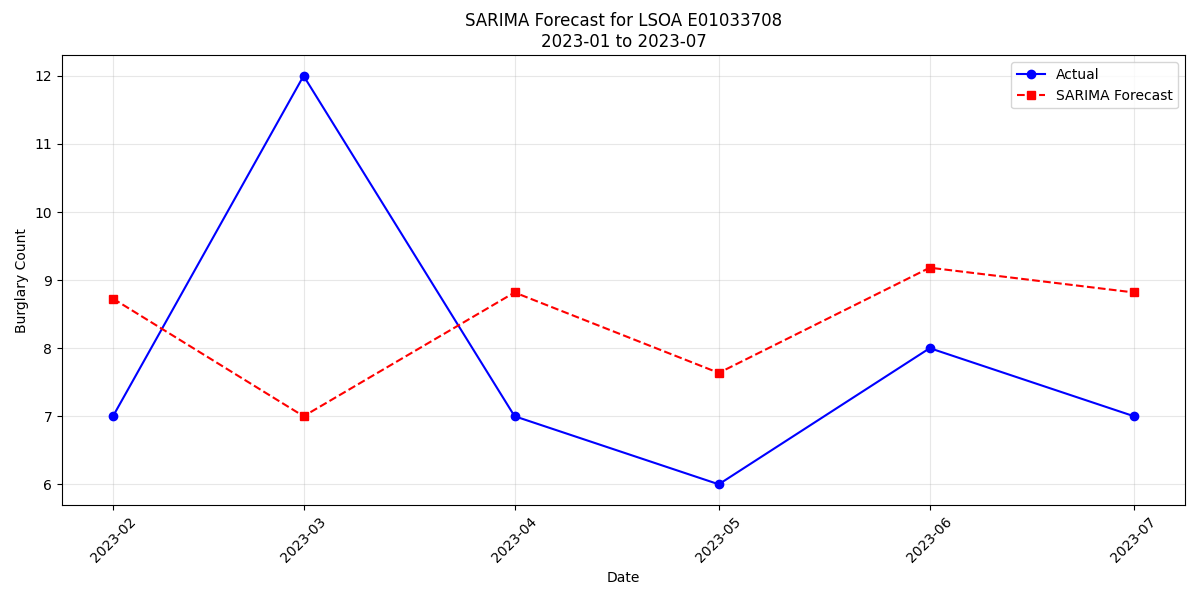 SARIMA Forecast for LSOA E01033708
2023-01 to 2023-07
Actual
SARIMA Forecast
12
11
10
9
8
7
6
Burglary Count
2023-02
2023-03
2023-04
2023-05
2023-06
2023-07
Date